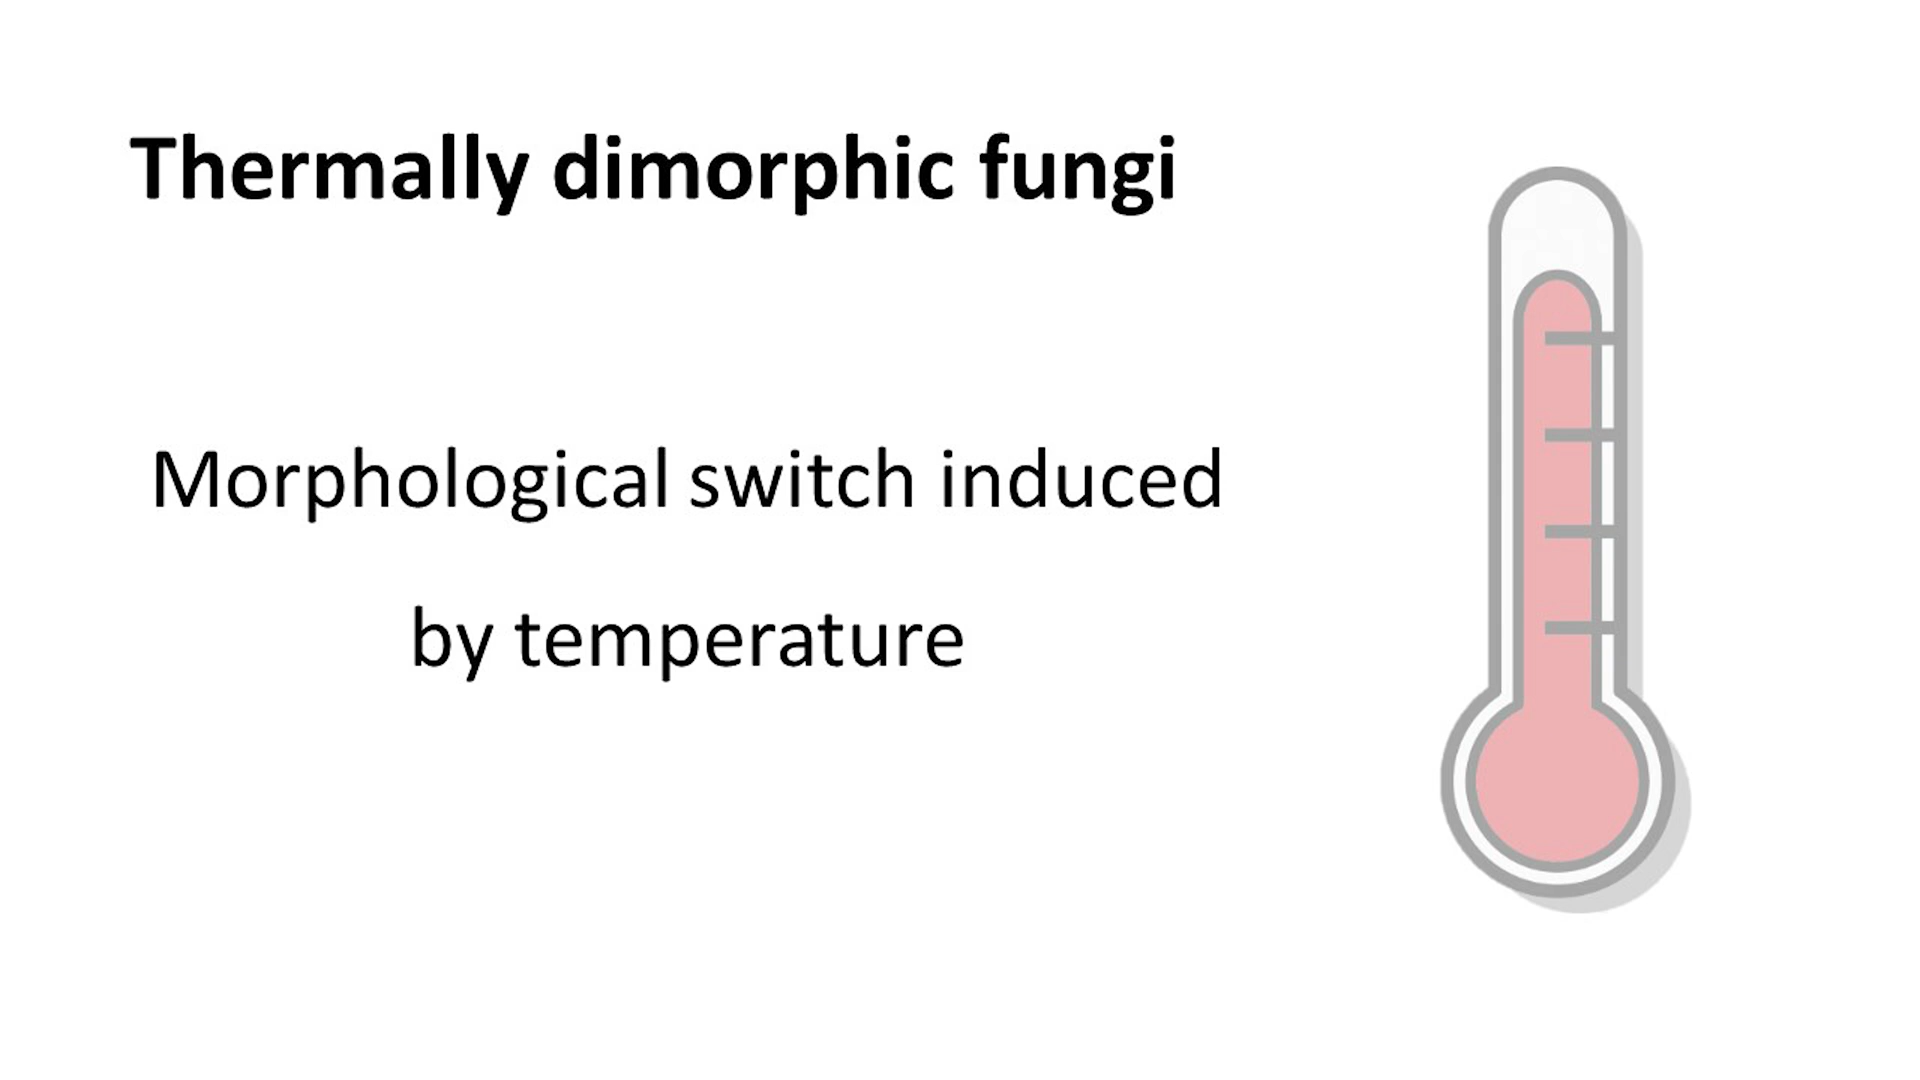 Thermally dimorphic fungi
Morphological switch induced
by temperature